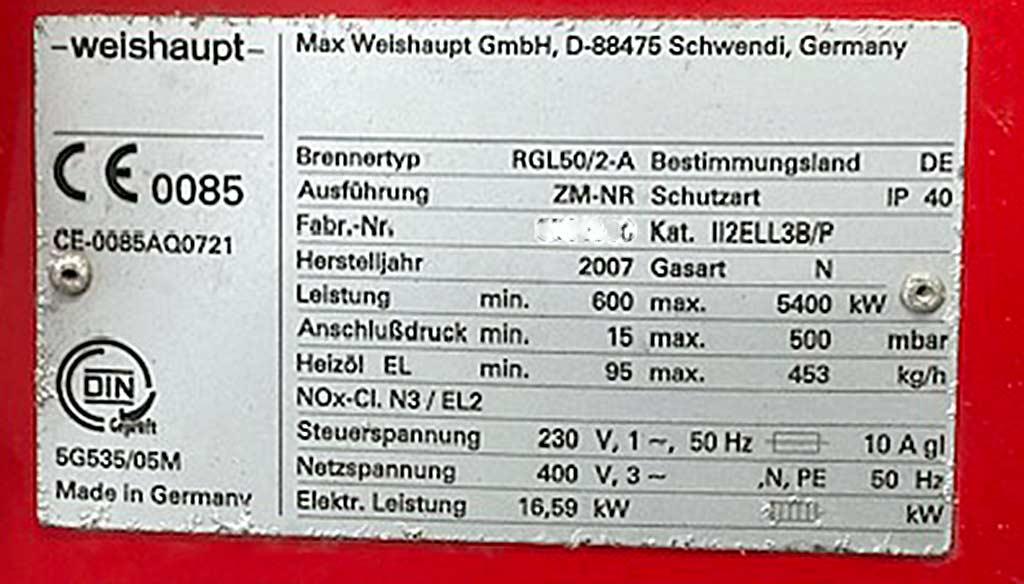 -weishaupt-
Max Weishaupt GmbH, D-88475 Schwendi, Germany
CE 0085
CE-0085AQ0721
DIN
Geprüft
5G535/05M
Made in Germany
Brennertyp RGL50/2-A Bestimmungsland DE
Ausführung ZM-NR Schutzart IP 40
Fabr.-Nr. Kat. II2ELL3B/P
Herstelljahr 2007 Gasart N
Leistung min. 600 max. 5400 kW
Anschlußdruck min. 15 max. 500 mbar
Heizöl EL min. 95 max. 453 kg/h
NOx-Cl. N3 / EL2
Steuerspannung 230 V, 1 ~, 50 Hz 10 A gl
Netzspannung 400 V, 3 ~ ,N, PE 50 Hz
Elektr. Leistung 16,59 kW kW